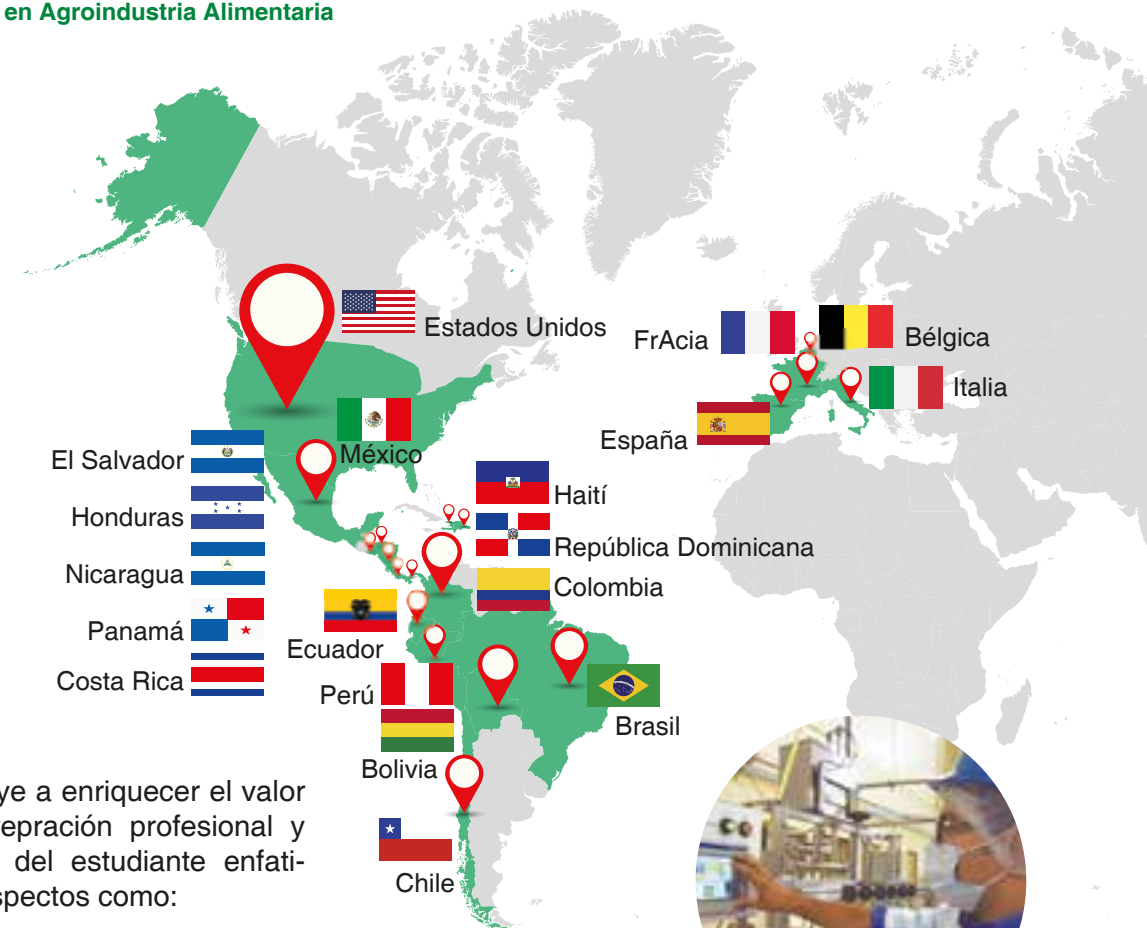 en Agroindustria Alimentaria
Estados Unidos
FrAcia
Bélgica
Italia
España
México
El Salvador
Haití
Honduras
República Dominicana
Nicaragua
Colombia
Panamá
Ecuador
Costa Rica
Perú
Brasil
Bolivia
Chile
ye a enriquecer el valor
repración profesional y
del estudiante enfati-
spectos como: